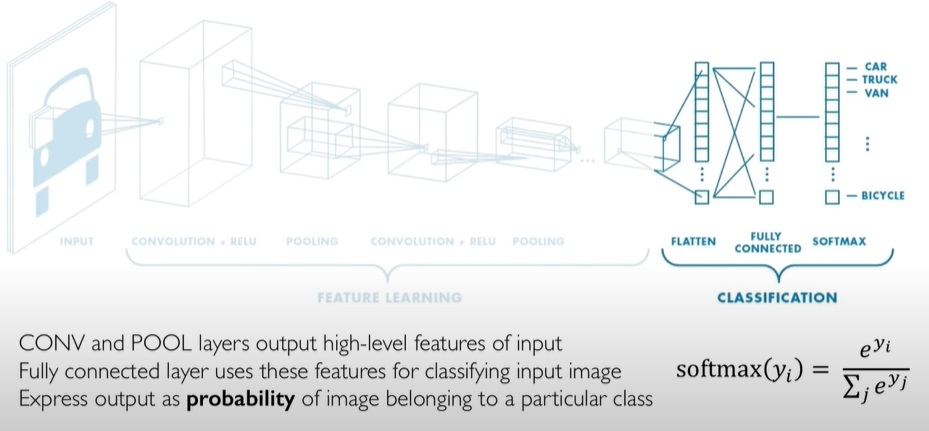 CAR
TRUCK
VAN
BICYCLE
INPUT
CONVOLUTION + RELU
POOLING
CONVOLUTION + RELU
POOLING
FLATTEN
FULLY
CONNECTED
SOFTMAX
FEATURE LEARNING
CLASSIFICATION
CONV and POOL layers output high-level features of input
Fully connected layer uses these features for classifying input image
Express output as probability of image belonging to a particular class
softmax(yᵢ) = e^{yᵢ} / Σⱼ e^{yⱼ}